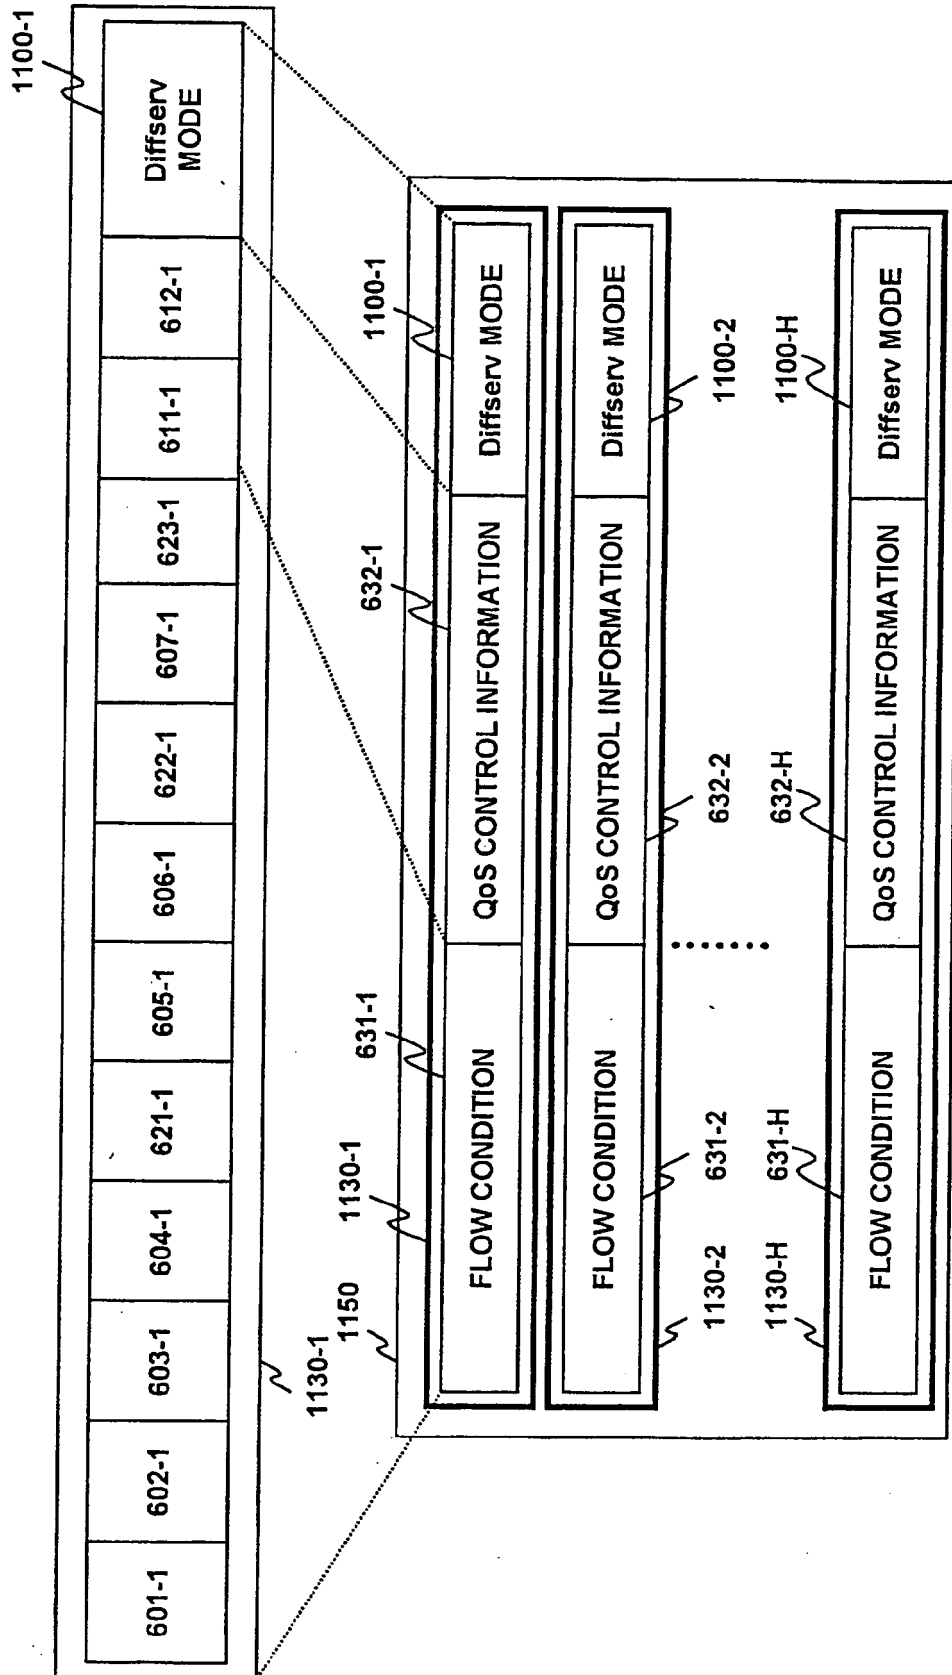 1100-1
601-1
602-1
603-1
604-1
621-1
605-1
606-1
622-1
607-1
623-1
611-1
612-1
Diffserv
MODE
1130-1
1150
1130-1
631-1
632-1
1100-1
FLOW CONDITION
QoS CONTROL INFORMATION
Diffserv MODE
FLOW CONDITION
QoS CONTROL INFORMATION
Diffserv MODE
1130-2
631-2
632-2
1100-2
1130-H
631-H
632-H
1100-H
FLOW CONDITION
QoS CONTROL INFORMATION
Diffserv MODE